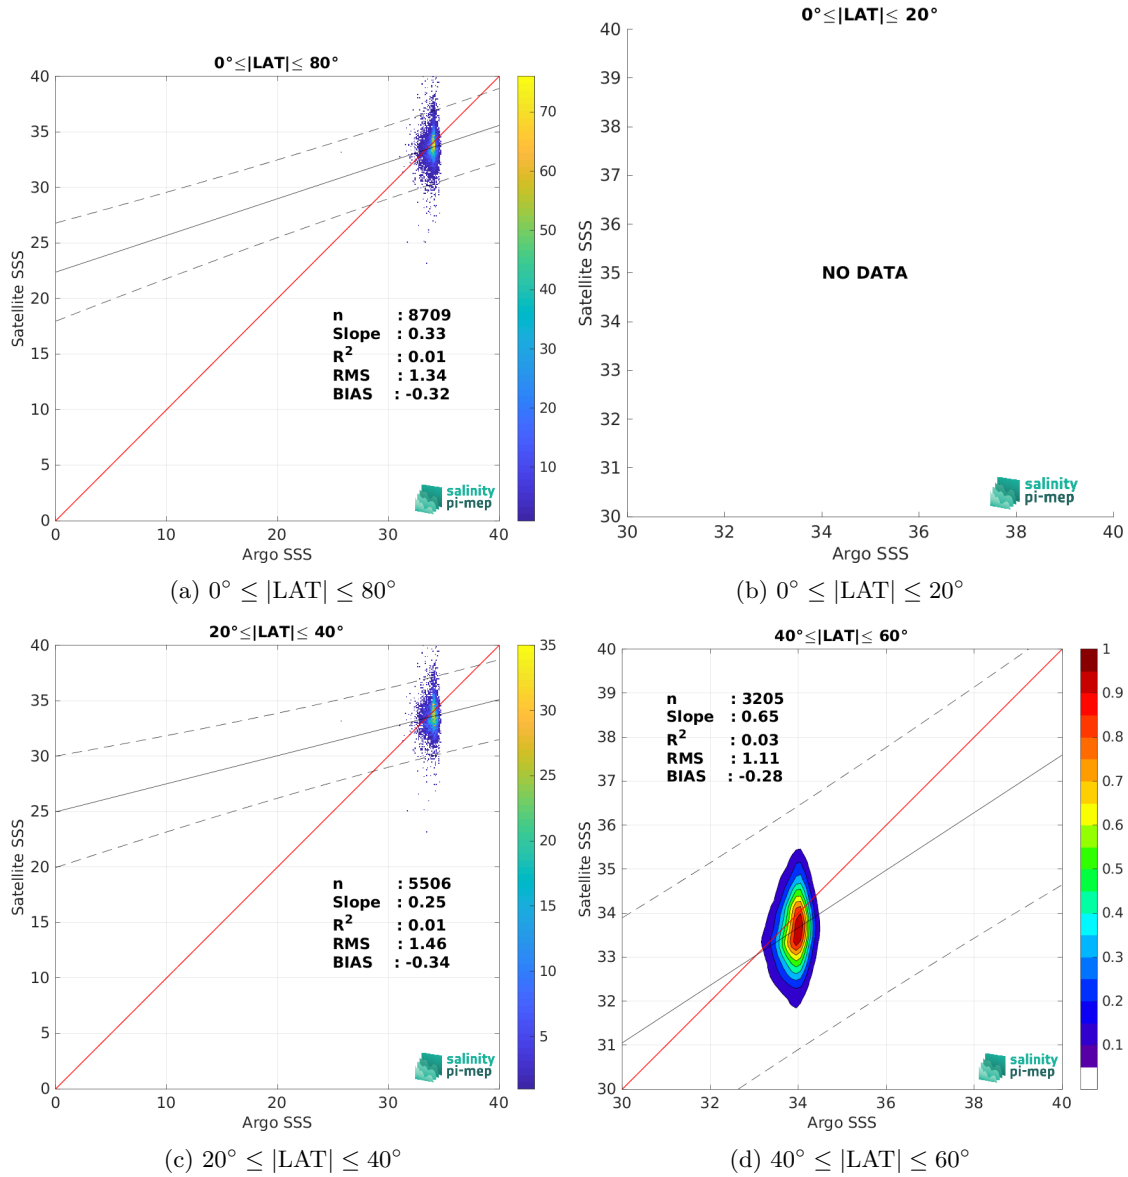 0°≤|LAT|≤ 80°
40
35
30
25
20
15
10
5
0
Satellite SSS
n : 8709
Slope : 0.33
R² : 0.01
RMS : 1.34
BIAS : -0.32
salinity
pi-mep
0 10 20 30 40
Argo SSS
70
60
50
40
30
20
10
(a) 0° ≤ |LAT| ≤ 80°
0°≤|LAT|≤ 20°
40
39
38
37
36
35
34
33
32
31
30
Satellite SSS
NO DATA
salinity
pi-mep
30 32 34 36 38 40
Argo SSS
(b) 0° ≤ |LAT| ≤ 20°
20°≤|LAT|≤ 40°
40
35
30
25
20
15
10
5
0
Satellite SSS
n : 5506
Slope : 0.25
R² : 0.01
RMS : 1.46
BIAS : -0.34
salinity
pi-mep
0 10 20 30 40
Argo SSS
35
30
25
20
15
10
5
(c) 20° ≤ |LAT| ≤ 40°
40°≤|LAT|≤ 60°
40
39
38
37
36
35
34
33
32
31
30
Satellite SSS
n : 3205
Slope : 0.65
R² : 0.03
RMS : 1.11
BIAS : -0.28
salinity
pi-mep
30 32 34 36 38 40
Argo SSS
1
0.9
0.8
0.7
0.6
0.5
0.4
0.3
0.2
0.1
(d) 40° ≤ |LAT| ≤ 60°